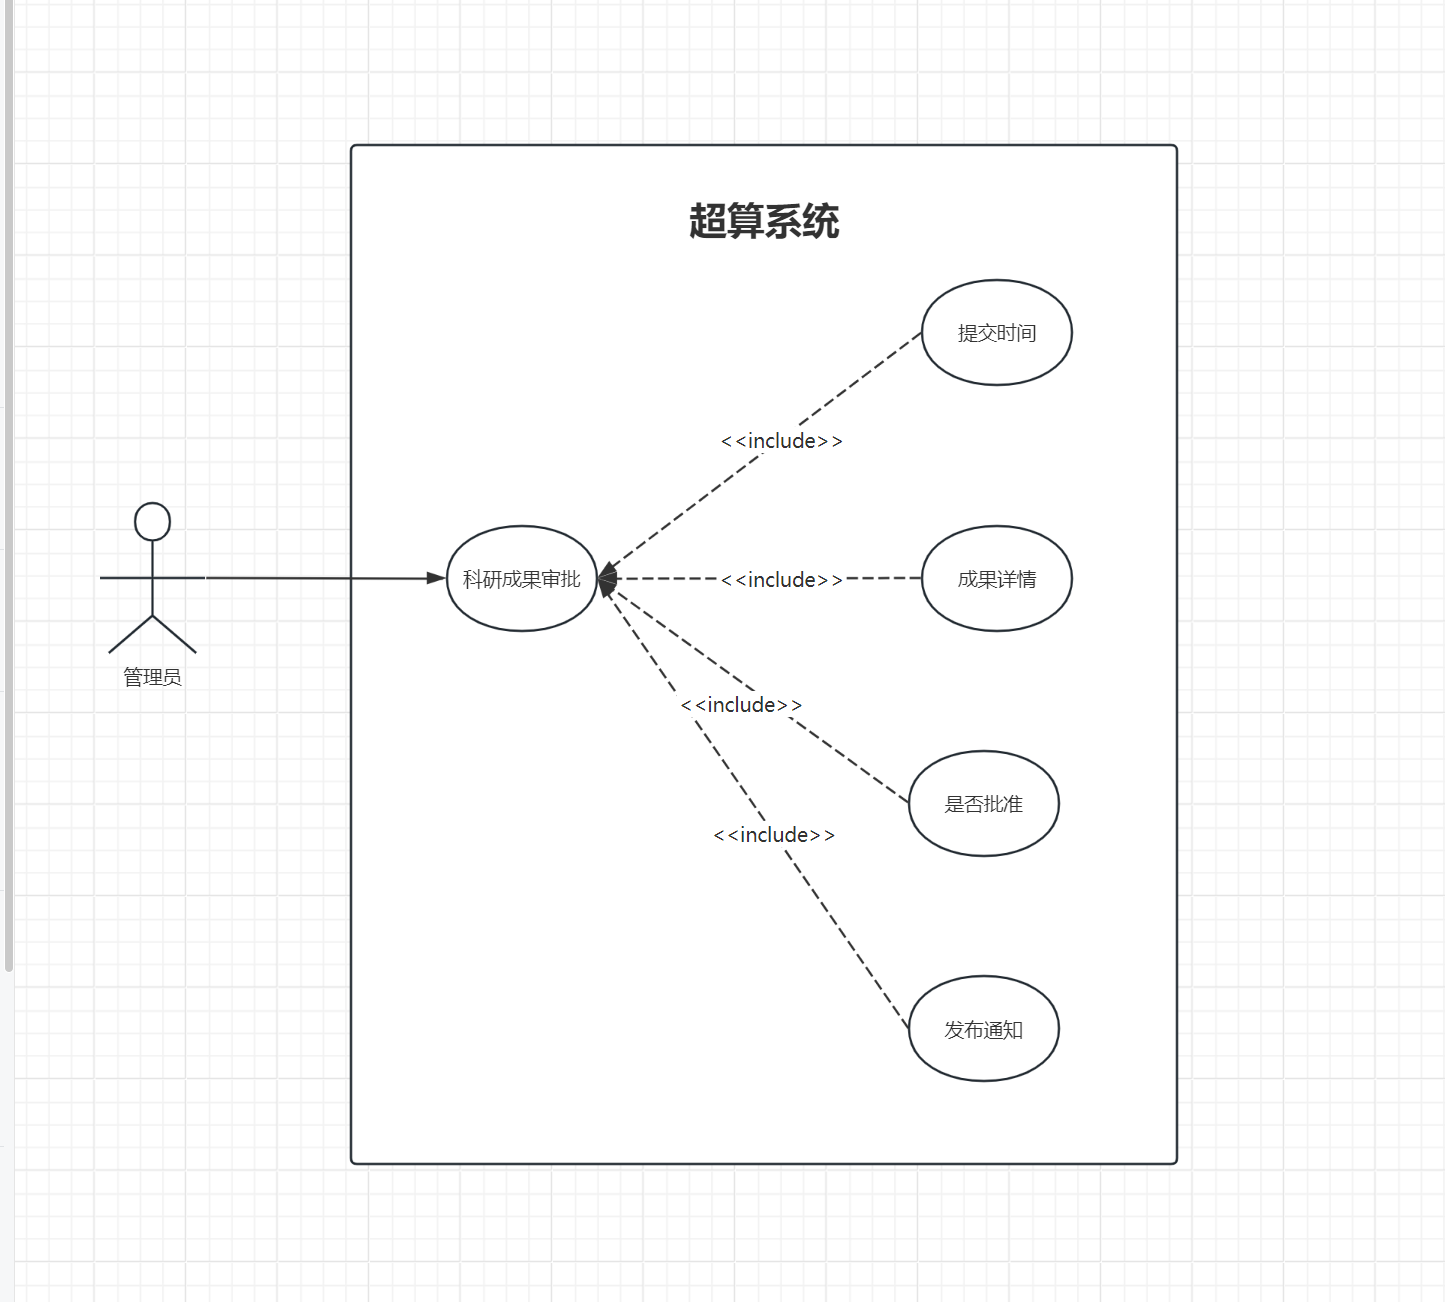 超算系统
提交时间
<<include>>
科研成果审批
<<include>>
成果详情
管理员
<<include>>
是否批准
<<include>>
发布通知